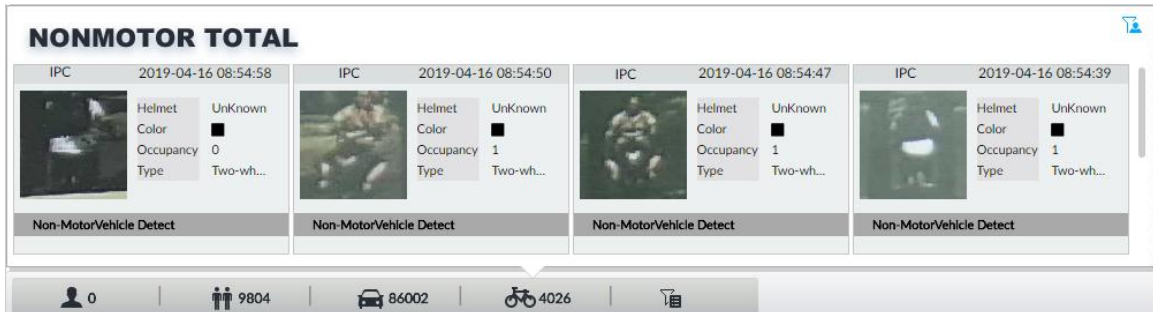 NONMOTOR TOTAL
IPC 2019-04-16 08:54:58
Helmet UnKnown
Color
Occupancy 0
Type Two-wh...
Non-MotorVehicle Detect
IPC 2019-04-16 08:54:50
Helmet UnKnown
Color
Occupancy 1
Type Two-wh...
Non-MotorVehicle Detect
IPC 2019-04-16 08:54:47
Helmet UnKnown
Color
Occupancy 1
Type Two-wh...
Non-MotorVehicle Detect
IPC 2019-04-16 08:54:39
Helmet UnKnown
Color
Occupancy 1
Type Two-wh...
Non-MotorVehicle Detect
0 9804 86002 4026